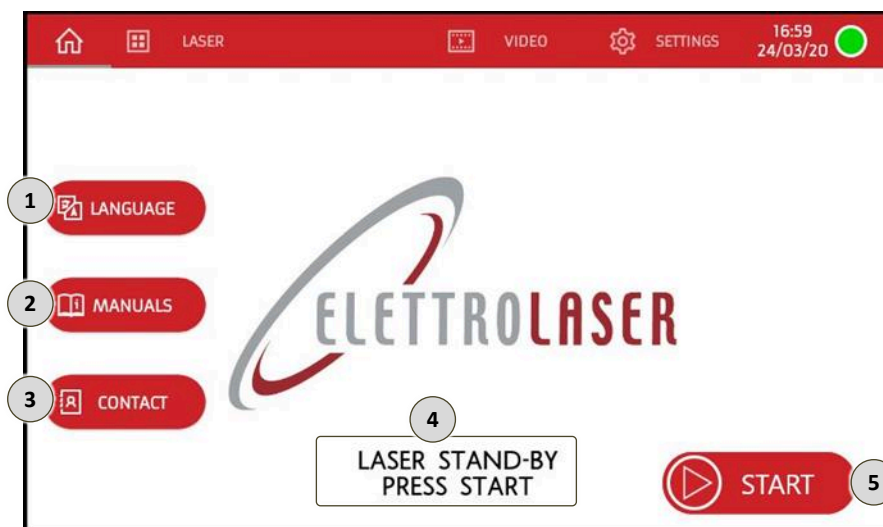 LASER
VIDEO
SETTINGS
16:59
24/03/20
1
LANGUAGE
2
MANUALS
3
CONTACT
ELETTROLASER
4
LASER STAND-BY
PRESS START
START
5